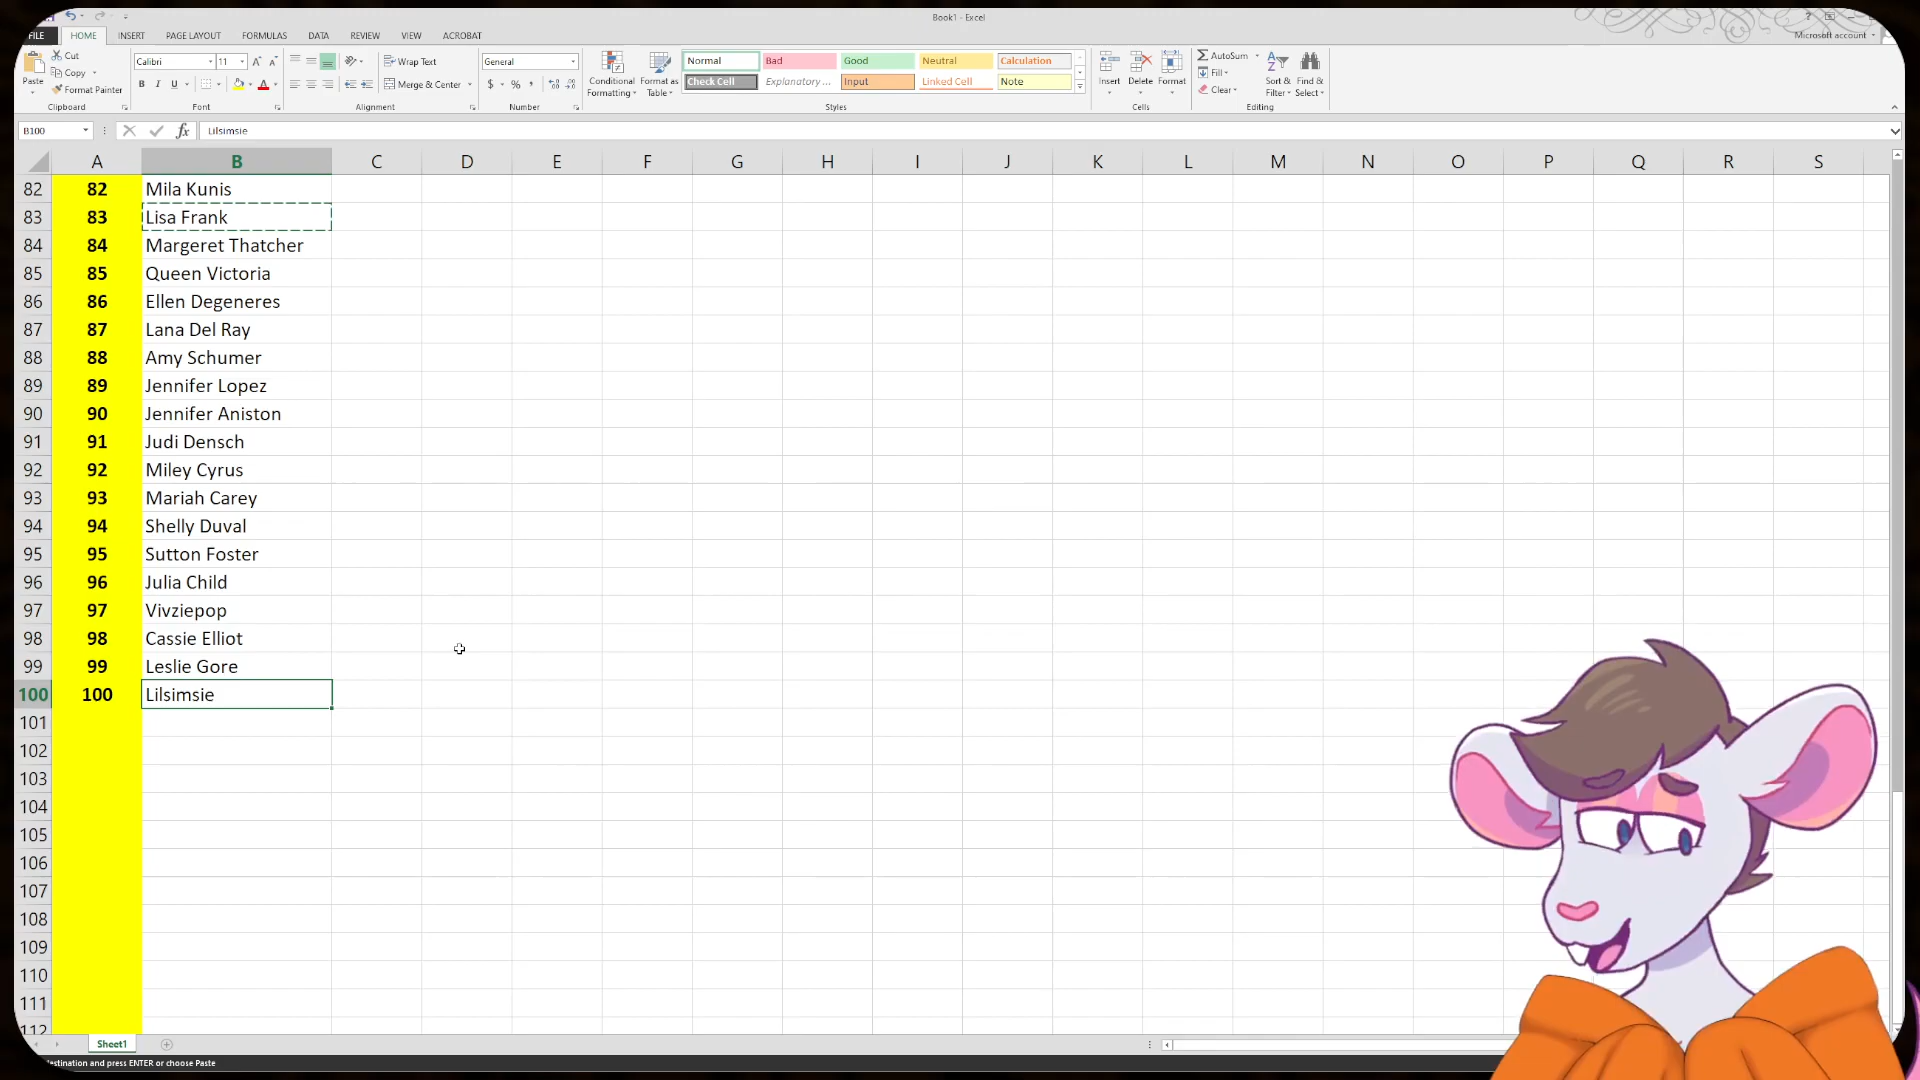 Book1 - Excel
FILE HOME INSERT PAGE LAYOUT FORMULAS DATA REVIEW VIEW ACROBAT
Microsoft account
Cut
Copy
Format Painter
Paste
Clipboard
Calibri 11
B I U
Font
Wrap Text
Merge & Center
Alignment
General
$ % ,
Number
Conditional Formatting
Format as Table
Normal Bad Good Neutral Calculation
Check Cell Explanatory ... Input Linked Cell Note
Styles
Insert Delete Format
Cells
AutoSum
Fill
Clear
Sort & Filter
Find & Select
Editing
B100 fx Lilsimsie
A B C D E F G H I J K L M N O P Q R S
82 82 Mila Kunis
83 83 Lisa Frank
84 84 Margeret Thatcher
85 85 Queen Victoria
86 86 Ellen Degeneres
87 87 Lana Del Ray
88 88 Amy Schumer
89 89 Jennifer Lopez
90 90 Jennifer Aniston
91 91 Judi Densch
92 92 Miley Cyrus
93 93 Mariah Carey
94 94 Shelly Duval
95 95 Sutton Foster
96 96 Julia Child
97 97 Vivziepop
98 98 Cassie Elliot
99 99 Leslie Gore
100 100 Lilsimsie
101
102
103
104
105
106
107
108
109
110
111
112
Sheet1
estination and press ENTER or choose Paste